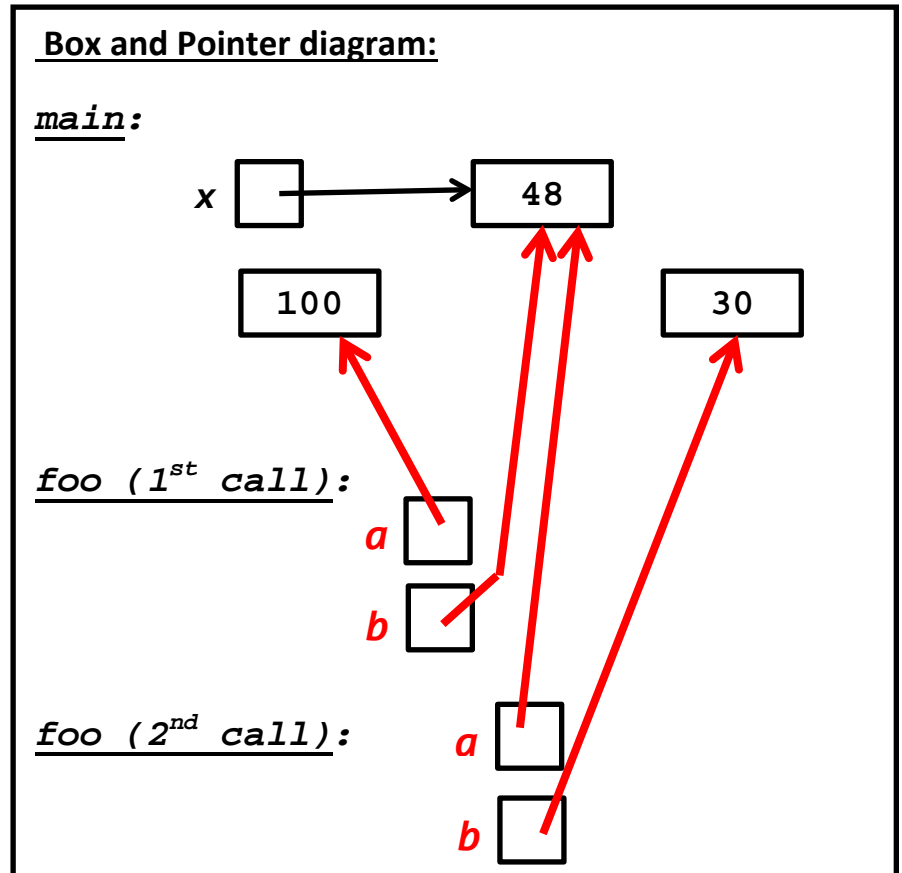 Box and Pointer diagram:
main:
x 48
100 30
foo (1st call):
a
b
foo (2nd call):
a
b